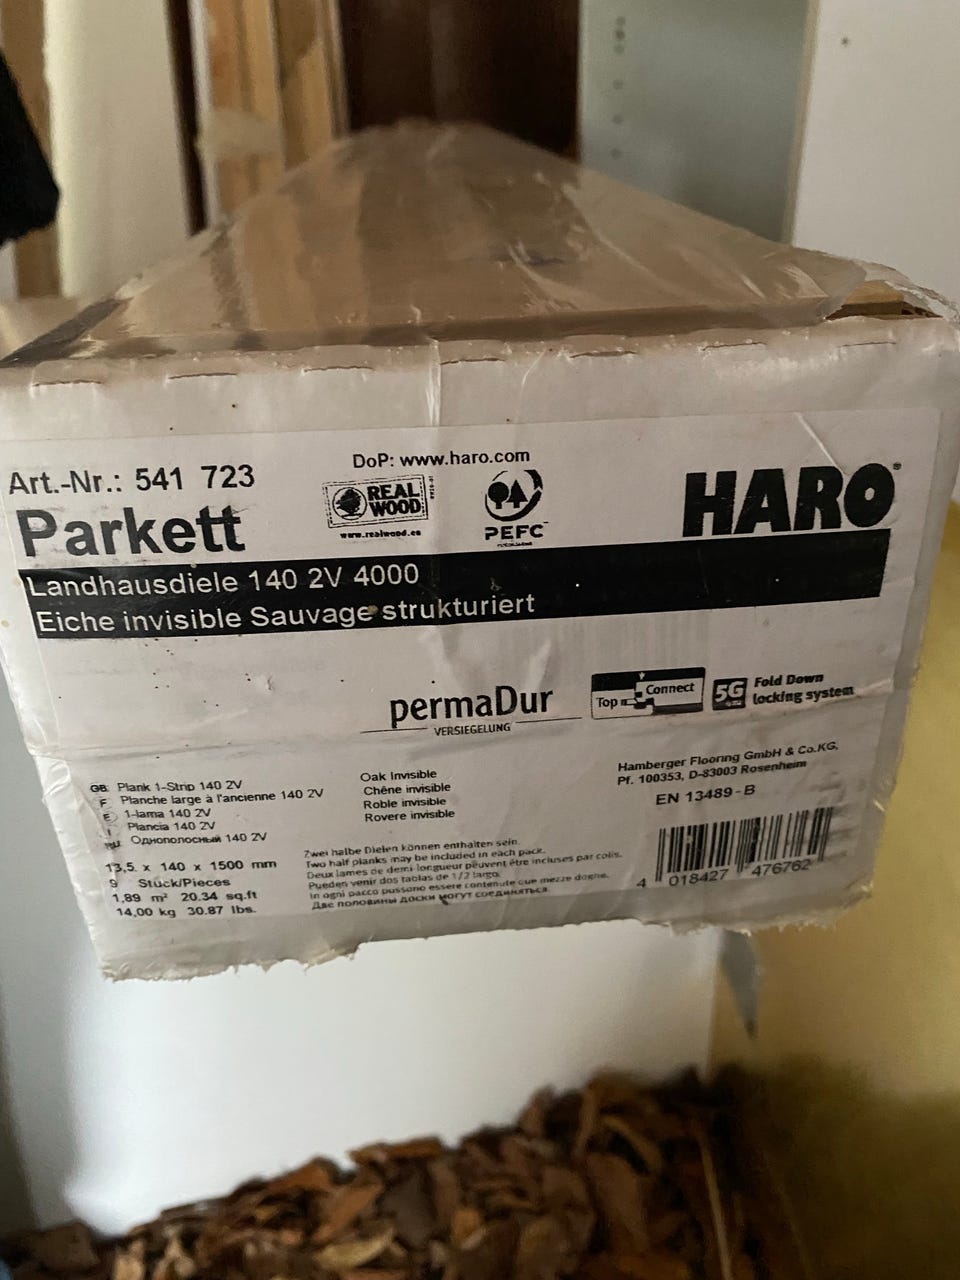 Art.-Nr.: 541 723
Parkett
DoP: www.haro.com
REAL
WOOD
www.realwood.eu
PEFC™
HARO®
Landhausdiele 140 2V 4000
Eiche invisible Sauvage strukturiert
permaDur
VERSIEGELUNG
Top Connect
5G
Fold Down
locking system
GB Plank 1-Strip 140 2V
F Planche large à l'ancienne 140 2V
E 1-lama 140 2V
I Plancia 140 2V
RU Однополосный 140 2V
Oak Invisible
Chêne invisible
Roble invisible
Rovere invisible
Hamberger Flooring GmbH & Co.KG,
Pf. 100353, D-83003 Rosenheim
EN 13489-B
13,5 x 140 x 1500 mm
9 Stück/Pieces
1,89 m² 20.34 sq.ft
14,00 kg 30.87 lbs.
Zwei halbe Dielen können enthalten sein.
Two half planks may be included in each pack.
Deux lames de demi-longueur peuvent être incluses par colis.
Pueden venir dos tablas de 1/2 largo.
In ogni pacco possono essere contenute due mezze doghe.
Две половины доски могут соединяться.
4 018427 476762